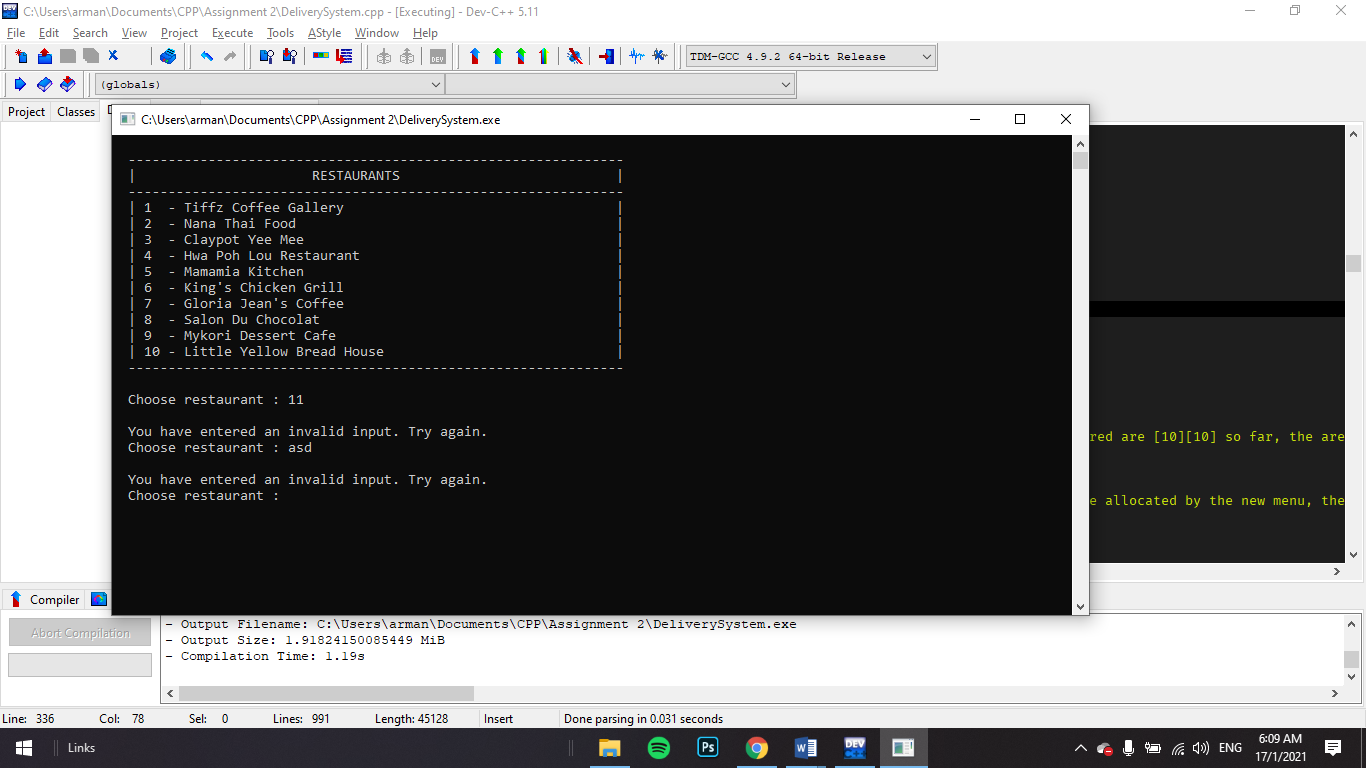 C:\Users\arman\Documents\CPP\Assignment 2\DeliverySystem.cpp - [Executing] - Dev-C++ 5.11
File Edit Search View Project Execute Tools AStyle Window Help
TDM-GCC 4.9.2 64-bit Release
(globals)
Project Classes
C:\Users\arman\Documents\CPP\Assignment 2\DeliverySystem.exe
---------------------------------------------------------------
| RESTAURANTS |
---------------------------------------------------------------
| 1 - Tiffz Coffee Gallery |
| 2 - Nana Thai Food |
| 3 - Claypot Yee Mee |
| 4 - Hwa Poh Lou Restaurant |
| 5 - Mamamia Kitchen |
| 6 - King's Chicken Grill |
| 7 - Gloria Jean's Coffee |
| 8 - Salon Du Chocolat |
| 9 - Mykori Dessert Cafe |
| 10 - Little Yellow Bread House |
---------------------------------------------------------------
Choose restaurant : 11
You have entered an invalid input. Try again.
red are [10][10] so far, the are
Choose restaurant : asd
You have entered an invalid input. Try again.
Choose restaurant :
e allocated by the new menu, the
Compiler
Abort Compilation
- Output Filename: C:\Users\arman\Documents\CPP\Assignment 2\DeliverySystem.exe
- Output Size: 1.91824150085449 MiB
- Compilation Time: 1.19s
Line: 336 Col: 78 Sel: 0 Lines: 991 Length: 45128 Insert Done parsing in 0.031 seconds
Links
Ps
DEV
ENG
6:09 AM
17/1/2021